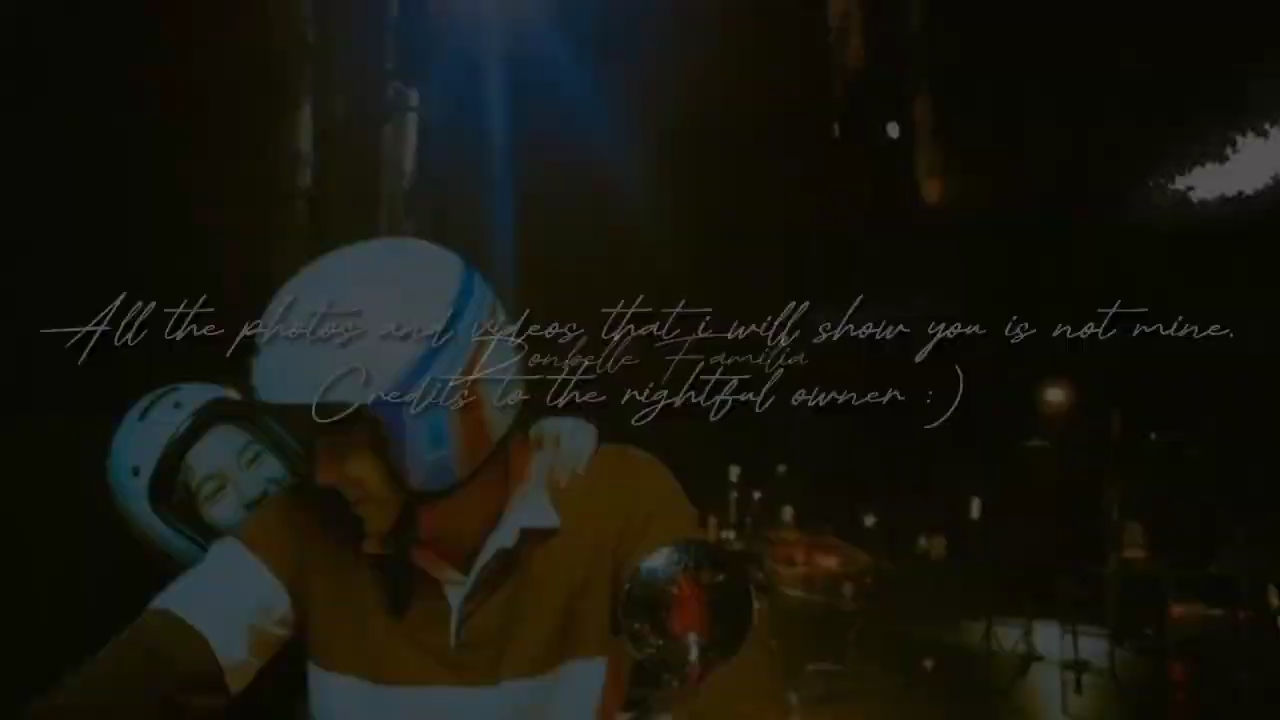 All the photos and videos that i will show you is not mine.
Donbelle Familia
Credits to the rightful owner :)